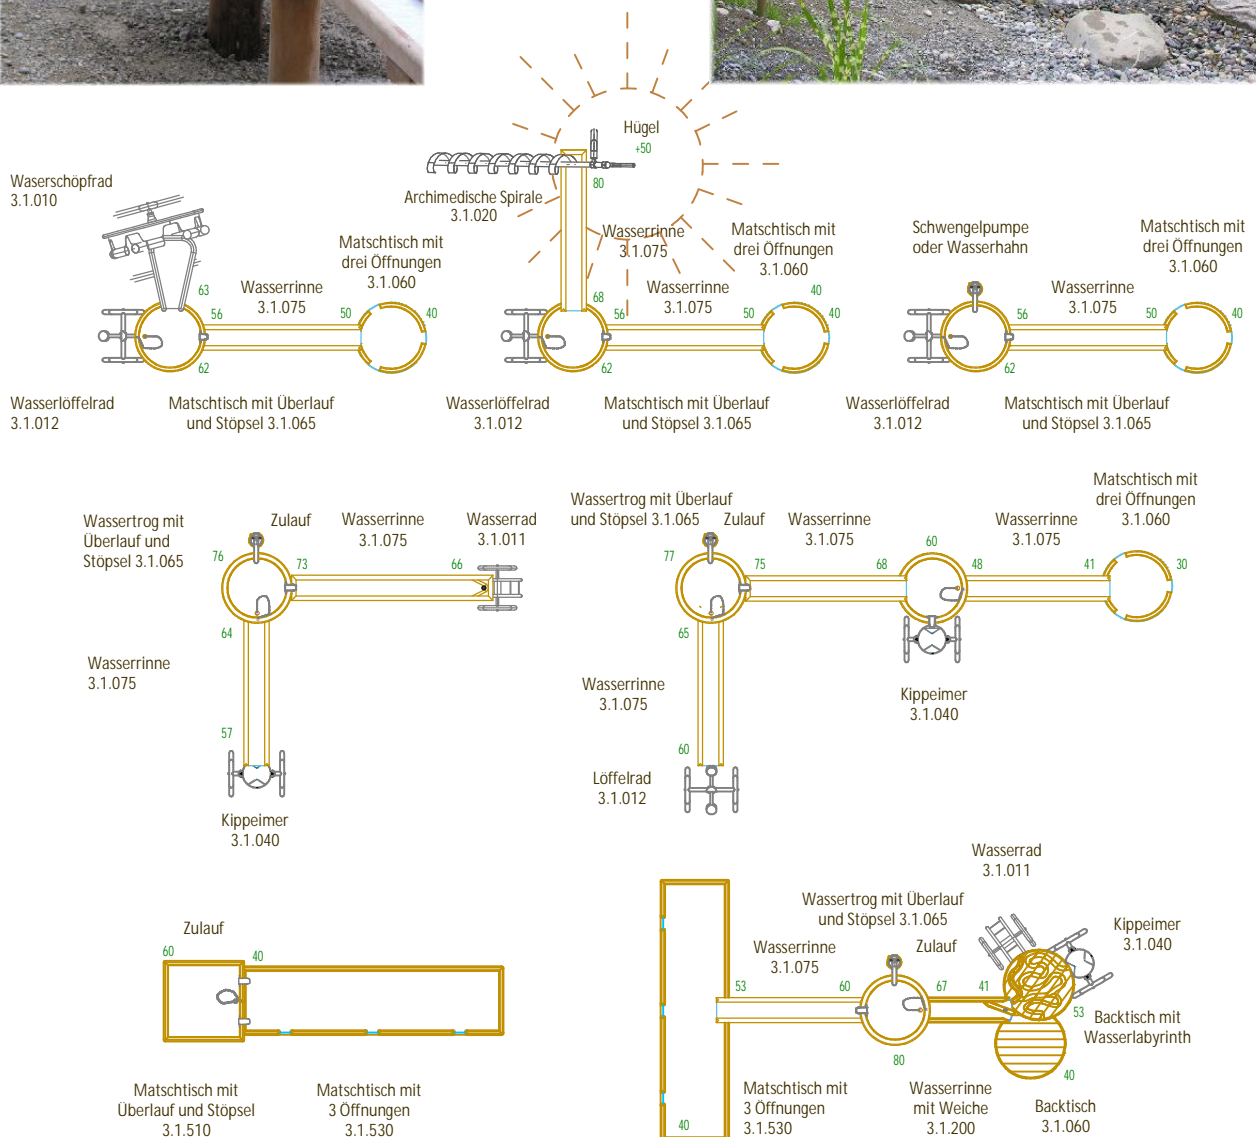 Hügel
+50
80
Archimedische Spirale
3.1.020
Waserschöpfrad
3.1.010
63
56
Wasserrinne
3.1.075
Matschtisch mit
drei Öffnungen
3.1.060
50
40
62
Wasserlöffelrad
3.1.012
Matschtisch mit Überlauf
und Stöpsel 3.1.065
Wasserrinne
3.1.075
68
56
Wasserrinne
3.1.075
Matschtisch mit
drei Öffnungen
3.1.060
40
50
40
62
Wasserlöffelrad
3.1.012
Matschtisch mit Überlauf
und Stöpsel 3.1.065
Schwengelpumpe
oder Wasserhahn
56
Wasserrinne
3.1.075
Matschtisch mit
drei Öffnungen
3.1.060
50
40
62
Wasserlöffelrad
3.1.012
Matschtisch mit Überlauf
und Stöpsel 3.1.065
Wassertrog mit
Überlauf und
Stöpsel 3.1.065
Zulauf
76
73
Wasserrinne
3.1.075
66
Wasserrad
3.1.011
64
Wasserrinne
3.1.075
57
Kippeimer
3.1.040
Wassertrog mit Überlauf
und Stöpsel 3.1.065
Zulauf
77
75
Wasserrinne
3.1.075
68
60
48
Wasserrinne
3.1.075
41
Matschtisch mit
drei Öffnungen
3.1.060
30
65
Wasserrinne
3.1.075
60
Löffelrad
3.1.012
Kippeimer
3.1.040
Zulauf
60
40
Matschtisch mit
Überlauf und Stöpsel
3.1.510
Matschtisch mit
3 Öffnungen
3.1.530
Wasserrad
3.1.011
Wassertrog mit Überlauf
und Stöpsel 3.1.065
Zulauf
Kippeimer
3.1.040
Wasserrinne
3.1.075
53
60
67
41
53
Backtisch mit
Wasserlabyrinth
80
40
40
Matschtisch mit
3 Öffnungen
3.1.530
Wasserrinne
mit Weiche
3.1.200
Backtisch
3.1.060